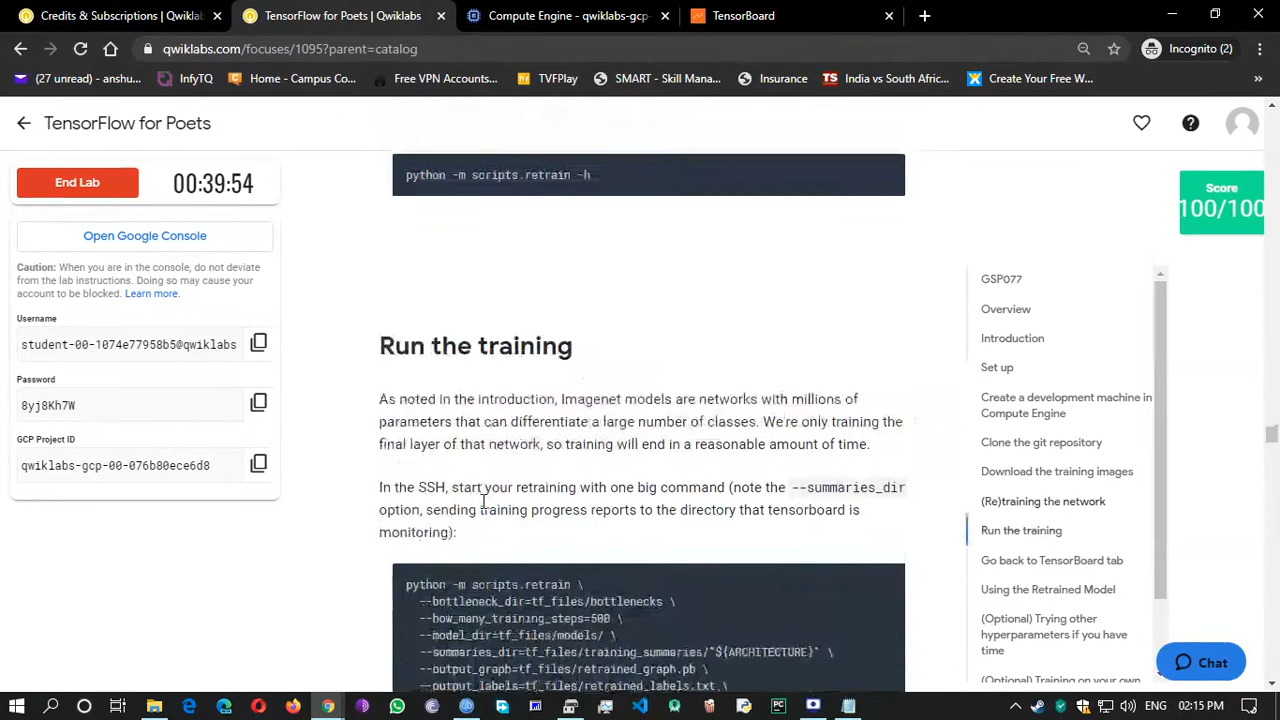 Credits & Subscriptions | Qwiklabs
TensorFlow for Poets | Qwiklabs
Compute Engine - qwiklabs-gcp-
TensorBoard
qwiklabs.com/focuses/1095?parent=catalog
Incognito (2)
(27 unread) - anshu...
InfyTQ
Home - Campus Co...
Free VPN Accounts...
TVFPlay
SMART - Skill Mana...
Insurance
India vs South Afric...
Create Your Free W...
»
TensorFlow for Poets
End Lab
00:39:54
Open Google Console
Caution: When you are in the console, do not deviate
from the lab instructions. Doing so may cause your
account to be blocked. Learn more.
Username
student-00-1074e77958b5@qwiklabs
Password
8yj8Kh7W
GCP Project ID
qwiklabs-gcp-00-076b80ece6d8
python -m scripts.retrain -h
Run the training
As noted in the introduction, Imagenet models are networks with millions of
parameters that can differentiate a large number of classes. We're only training the
final layer of that network, so training will end in a reasonable amount of time.
In the SSH, start your retraining with one big command (note the --summaries_dir
option, sending training progress reports to the directory that tensorboard is
monitoring):
python -m scripts.retrain \
--bottleneck_dir=tf_files/bottlenecks \
--how_many_training_steps=500 \
--model_dir=tf_files/models/ \
--summaries_dir=tf_files/training_summaries/"${ARCHITECTURE}" \
--output_graph=tf_files/retrained_graph.pb \
--output_labels=tf_files/retrained_labels.txt \
Score
100/100
GSP077
Overview
Introduction
Set up
Create a development machine in
Compute Engine
Clone the git repository
Download the training images
(Re)training the network
Run the training
Go back to TensorBoard tab
Using the Retrained Model
(Optional) Trying other
hyperparameters if you have
time
(Optional) Training on your own
Chat
ENG
02:15 PM